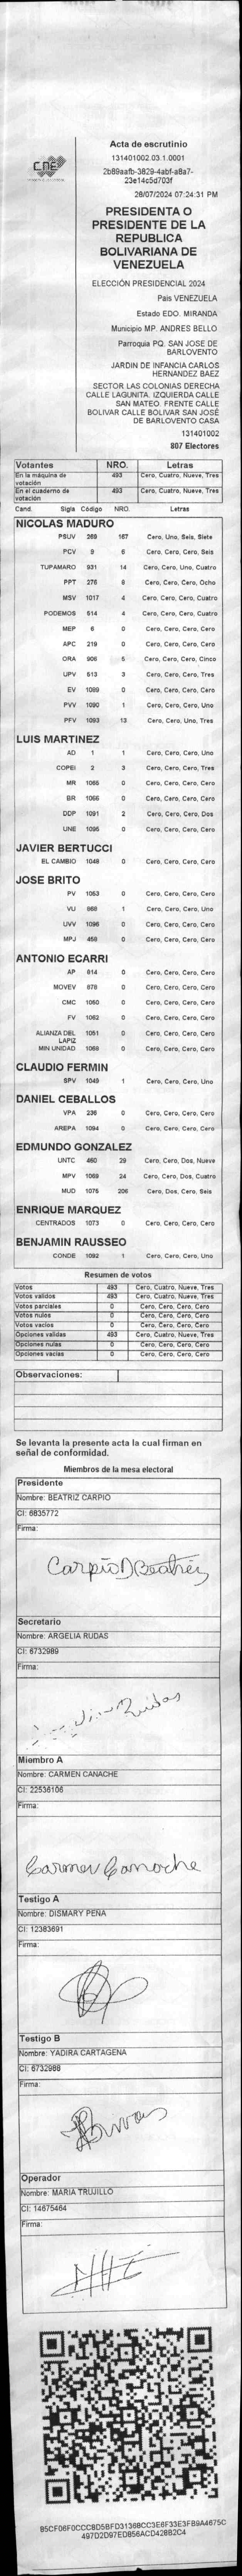 CNE
Acta de escrutinio
131401002.03.1.0001
2b89aafb-3829-4abf-a8a7-
23e14c5d703f
28/07/2024 07:24:31 PM
PRESIDENTA O
PRESIDENTE DE LA
REPUBLICA
BOLIVARIANA DE
VENEZUELA
ELECCIÓN PRESIDENCIAL 2024
Pais VENEZUELA
Estado EDO. MIRANDA
Municipio MP. ANDRES BELLO
Parroquia PQ. SAN JOSE DE
BARLOVENTO
JARDIN DE INFANCIA CARLOS
HERNANDEZ BAEZ
SECTOR LAS COLONIAS DERECHA
CALLE LAGUNITA. IZQUIERDA CALLE
SAN MATEO. FRENTE CALLE
BOLIVAR CALLE BOLIVAR SAN JOSÉ
DE BARLOVENTO CASA
131401002
807 Electores
Votantes NRO. Letras
En la máquina de votación 493 Cero, Cuatro, Nueve, Tres
En el cuaderno de votación 493 Cero, Cuatro, Nueve, Tres
Cand. Sigla Código NRO. Letras
NICOLAS MADURO
PSUV 269 167 Cero, Uno, Seis, Siete
PCV 9 6 Cero, Cero, Cero, Seis
TUPAMARO 931 14 Cero, Cero, Uno, Cuatro
PPT 276 8 Cero, Cero, Cero, Ocho
MSV 1017 4 Cero, Cero, Cero, Cuatro
PODEMOS 514 4 Cero, Cero, Cero, Cuatro
MEP 6 0 Cero, Cero, Cero, Cero
APC 219 0 Cero, Cero, Cero, Cero
ORA 906 5 Cero, Cero, Cero, Cinco
UPV 513 3 Cero, Cero, Cero, Tres
EV 1089 0 Cero, Cero, Cero, Cero
PVV 1090 1 Cero, Cero, Cero, Uno
PFV 1093 13 Cero, Cero, Uno, Tres
LUIS MARTINEZ
AD 1 1 Cero, Cero, Cero, Uno
COPEI 2 3 Cero, Cero, Cero, Tres
MR 1065 0 Cero, Cero, Cero, Cero
BR 1066 0 Cero, Cero, Cero, Cero
DDP 1091 2 Cero, Cero, Cero, Dos
UNE 1095 0 Cero, Cero, Cero, Cero
JAVIER BERTUCCI
EL CAMBIO 1048 0 Cero, Cero, Cero, Cero
JOSE BRITO
PV 1053 0 Cero, Cero, Cero, Cero
VU 868 1 Cero, Cero, Cero, Uno
UVV 1096 0 Cero, Cero, Cero, Cero
MPJ 459 0 Cero, Cero, Cero, Cero
ANTONIO ECARRI
AP 814 0 Cero, Cero, Cero, Cero
MOVEV 878 0 Cero, Cero, Cero, Cero
CMC 1050 0 Cero, Cero, Cero, Cero
FV 1062 0 Cero, Cero, Cero, Cero
ALIANZA DEL LAPIZ 1051 0 Cero, Cero, Cero, Cero
MIN UNIDAD 1069 0 Cero, Cero, Cero, Cero
CLAUDIO FERMIN
SPV 1049 1 Cero, Cero, Cero, Uno
DANIEL CEBALLOS
VPA 236 0 Cero, Cero, Cero, Cero
AREPA 1094 0 Cero, Cero, Cero, Cero
EDMUNDO GONZALEZ
UNTC 460 29 Cero, Cero, Dos, Nueve
MPV 1069 24 Cero, Cero, Dos, Cuatro
MUD 1075 206 Cero, Dos, Cero, Seis
ENRIQUE MARQUEZ
CENTRADOS 1073 0 Cero, Cero, Cero, Cero
BENJAMIN RAUSSEO
CONDE 1092 1 Cero, Cero, Cero, Uno
Resumen de votos
Votos 493 Cero, Cuatro, Nueve, Tres
Votos validos 493 Cero, Cuatro, Nueve, Tres
Votos parciales 0 Cero, Cero, Cero, Cero
Votos nulos 0 Cero, Cero, Cero, Cero
Votos vacios 0 Cero, Cero, Cero, Cero
Opciones validas 493 Cero, Cuatro, Nueve, Tres
Opciones nulas 0 Cero, Cero, Cero, Cero
Opciones vacias 0 Cero, Cero, Cero, Cero
Observaciones:
Se levanta la presente acta la cual firman en
señal de conformidad.
Miembros de la mesa electoral
Presidente
Nombre: BEATRIZ CARPIO
CI: 6835772
Firma:
Carpio D Beatriz
Secretario
Nombre: ARGELIA RUDAS
CI: 6732989
Firma:
Rudas
Miembro A
Nombre: CARMEN CANACHE
CI: 22536106
Firma:
Carmen Canache
Testigo A
Nombre: DISMARY PEÑA
CI: 12383691
Firma:
Testigo B
Nombre: YADIRA CARTAGENA
CI: 6732988
Firma:
Operador
Nombre: MARIA TRUJILLO
CI: 14675464
Firma:
85CF06F0CCC8D5BFD31368CC3E6F33E3FB9A4675C
497D2D97ED856ACD428B2C4